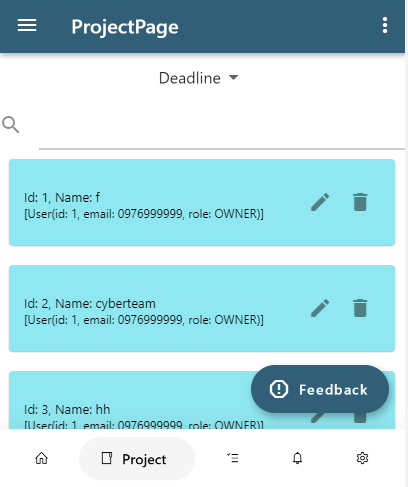 ProjectPage
Deadline
Id: 1, Name: f
[User(id: 1, email: 0976999999, role: OWNER)]
Id: 2, Name: cyberteam
[User(id: 1, email: 0976999999, role: OWNER)]
Id: 3, Name: hh
[User(id: 1, email: 0976999999, role: OWNER)]
Feedback
Project